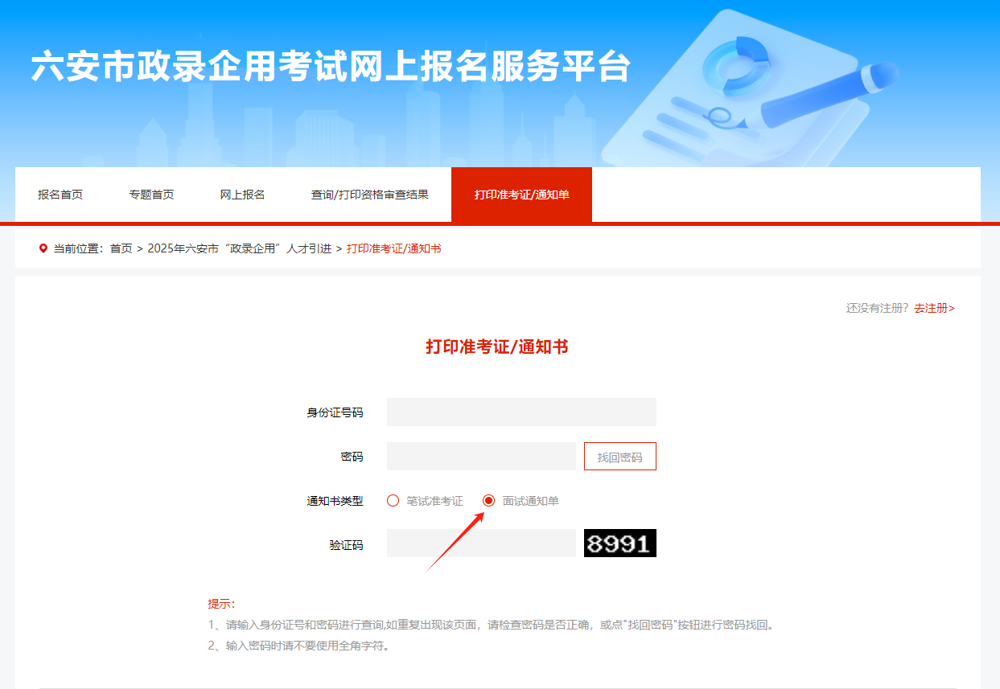 六安市政录企用考试网上报名服务平台
报名首页 专题首页 网上报名 查询/打印资格审查结果 打印准考证/通知单
当前位置：首页 > 2025年六安市“政录企用”人才引进 > 打印准考证/通知书
还没有注册？去注册>
打印准考证/通知书
身份证号码
密码 找回密码
通知书类型 笔试准考证 面试通知单
验证码 8991
提示：
1、请输入身份证号和密码进行查询,如重复出现该页面，请检查密码是否正确，或点"找回密码"按钮进行密码找回。
2、输入密码时请不要使用全角字符。